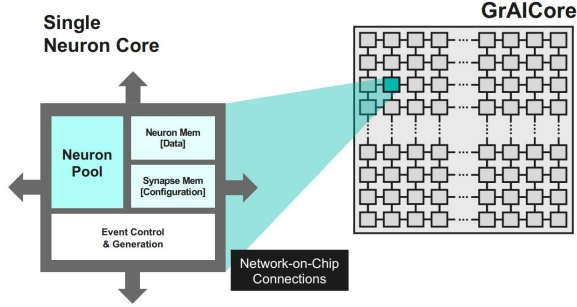 GrAICore
Single
Neuron Core
Neuron
Pool
Neuron Mem
[Data]
Synapse Mem
[Configuration]
Event Control
& Generation
Network-on-Chip
Connections